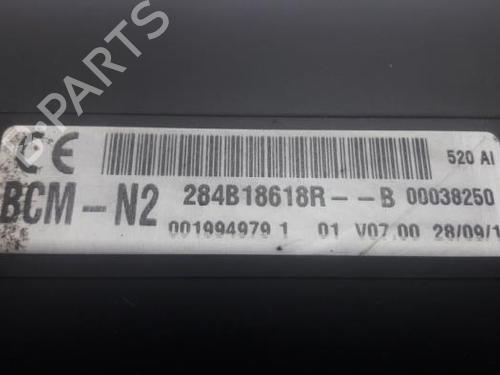 B-PARTS
CE
520 AI
BCM-N2 284B18618R--B 00038250
001994979 1 01 V07.00 28/09/1